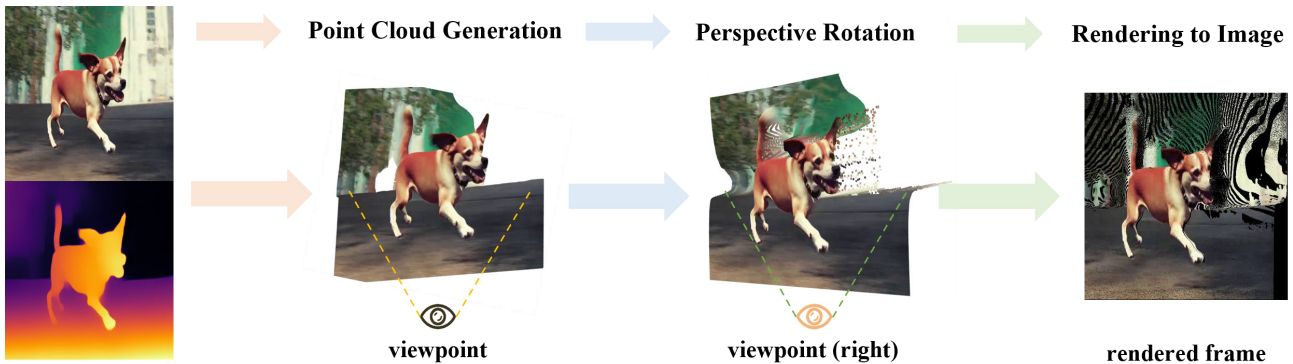 Point Cloud Generation
Perspective Rotation
Rendering to Image
viewpoint
viewpoint (right)
rendered frame